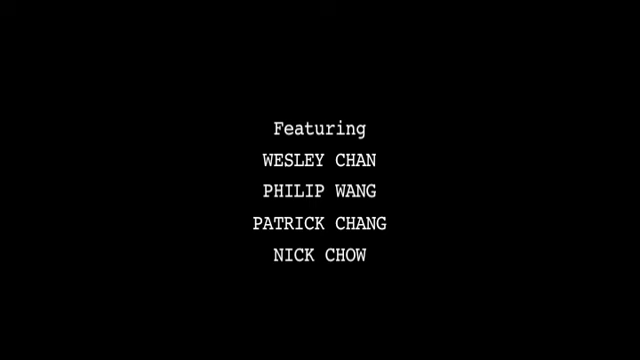 Featuring
WESLEY CHAN
PHILIP WANG
PATRICK CHANG
NICK CHOW